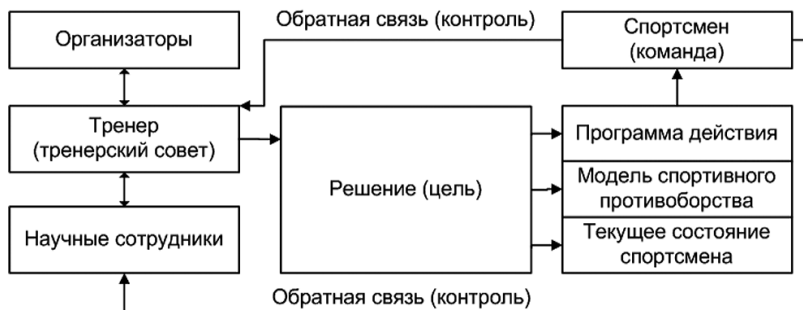 Обратная связь (контроль)
Организаторы
Спортсмен
(команда)
Тренер
(тренерский совет)
Решение (цель)
Программа действия
Модель спортивного
противоборства
Научные сотрудники
Текущее состояние
спортсмена
Обратная связь (контроль)